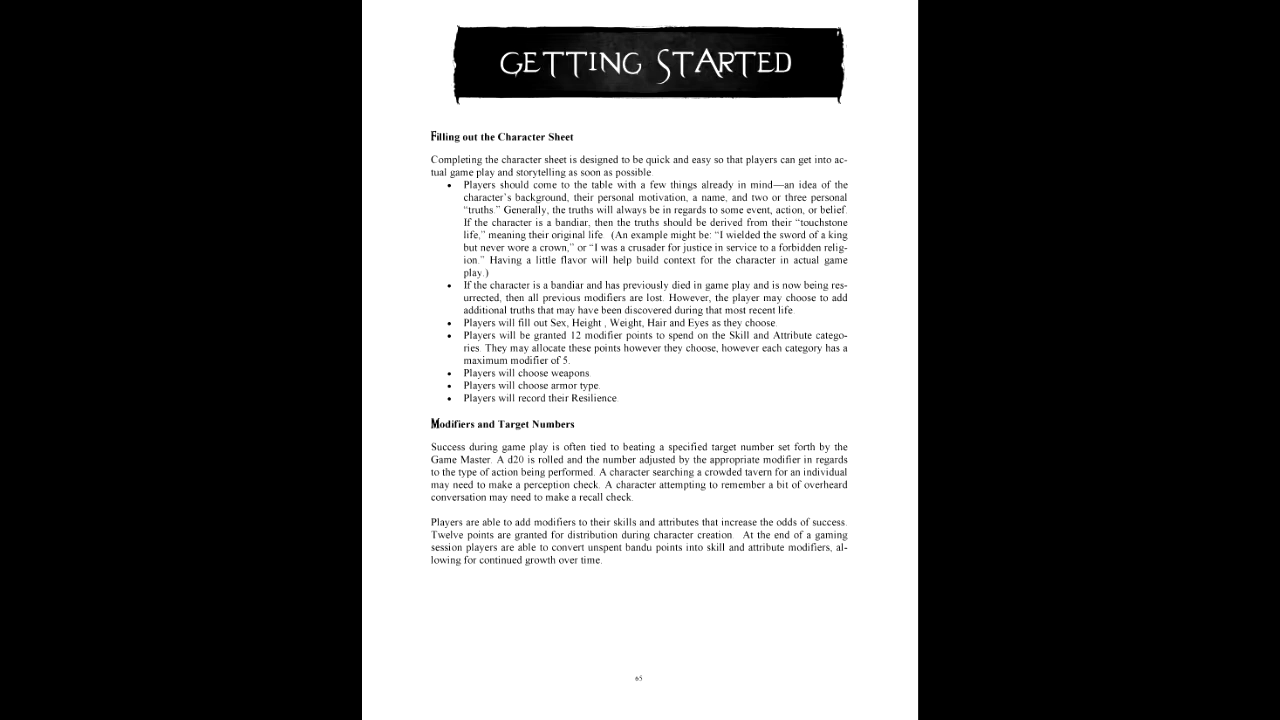 GETTING STARTED
Filling out the Character Sheet
Completing the character sheet is designed to be quick and easy so that players can get into ac-
tual game play and storytelling as soon as possible.
• Players should come to the table with a few things already in mind—an idea of the
character's background, their personal motivation, a name, and two or three personal
“truths.” Generally, the truths will always be in regards to some event, action, or belief.
If the character is a bandiar, then the truths should be derived from their “touchstone
life,” meaning their original life. (An example might be: “I wielded the sword of a king
but never wore a crown,” or “I was a crusader for justice in service to a forbidden relig-
ion.” Having a little flavor will help build context for the character in actual game
play.)
• If the character is a bandiar and has previously died in game play and is now being res-
urrected, then all previous modifiers are lost. However, the player may choose to add
additional truths that may have been discovered during that most recent life.
• Players will fill out Sex, Height , Weight, Hair and Eyes as they choose.
• Players will be granted 12 modifier points to spend on the Skill and Attribute catego-
ries. They may allocate these points however they choose, however each category has a
maximum modifier of 5.
• Players will choose weapons.
• Players will choose armor type.
• Players will record their Resilience.
Modifiers and Target Numbers
Success during game play is often tied to beating a specified target number set forth by the
Game Master. A d20 is rolled and the number adjusted by the appropriate modifier in regards
to the type of action being performed. A character searching a crowded tavern for an individual
may need to make a perception check. A character attempting to remember a bit of overheard
conversation may need to make a recall check.
Players are able to add modifiers to their skills and attributes that increase the odds of success.
Twelve points are granted for distribution during character creation. At the end of a gaming
session players are able to convert unspent bandu points into skill and attribute modifiers, al-
lowing for continued growth over time.
65